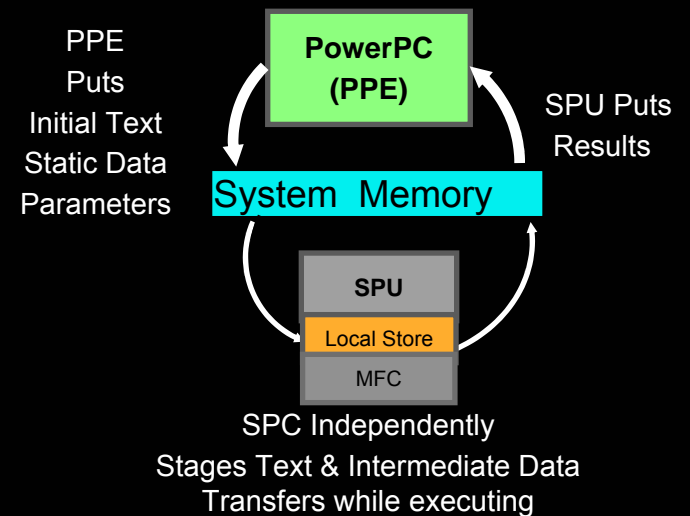 PPE
Puts
Initial Text
Static Data
Parameters
PowerPC
(PPE)
SPU Puts
Results
System Memory
SPU
Local Store
MFC
SPC Independently
Stages Text & Intermediate Data
Transfers while executing